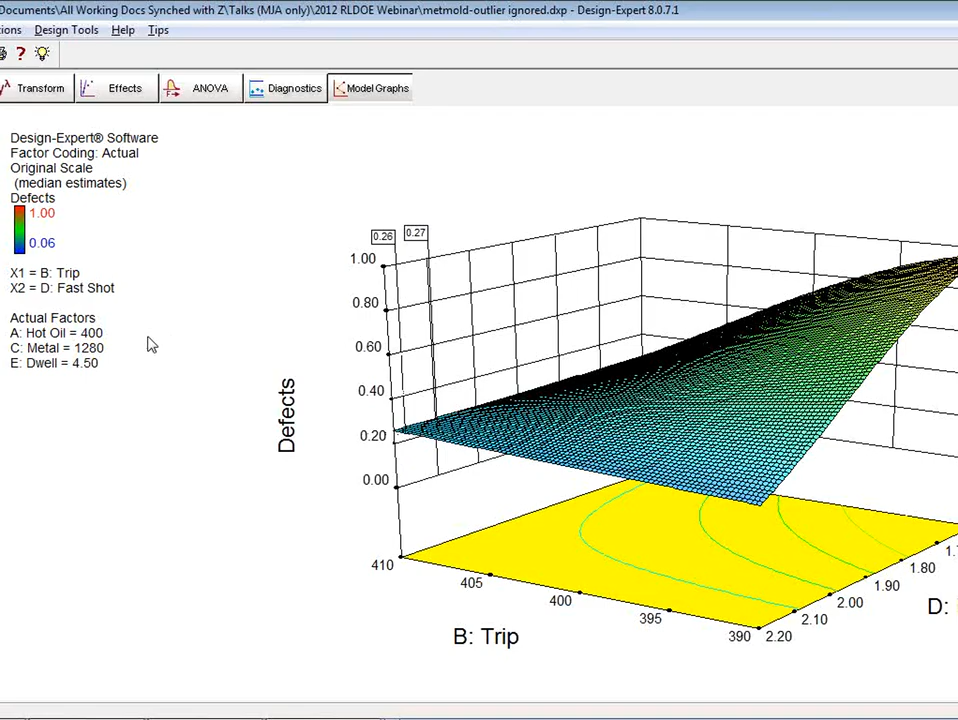 Documents\All Working Docs Synched with Z\Talks (MJA only)\2012 RLDOE Webinar\metmold-outlier ignored.dxp - Design-Expert 8.0.7.1
ions Design Tools Help Tips
Transform Effects ANOVA Diagnostics Model Graphs
Design-Expert® Software
Factor Coding: Actual
Original Scale
(median estimates)
Defects
1.00
0.06
X1 = B: Trip
X2 = D: Fast Shot
Actual Factors
A: Hot Oil = 400
C: Metal = 1280
E: Dwell = 4.50
0.26 0.27
1.00
0.80
0.60
0.40
0.20
0.00
Defects
410
405
400
395
390
B: Trip
2.20
2.10
2.00
1.90
1.80
D: